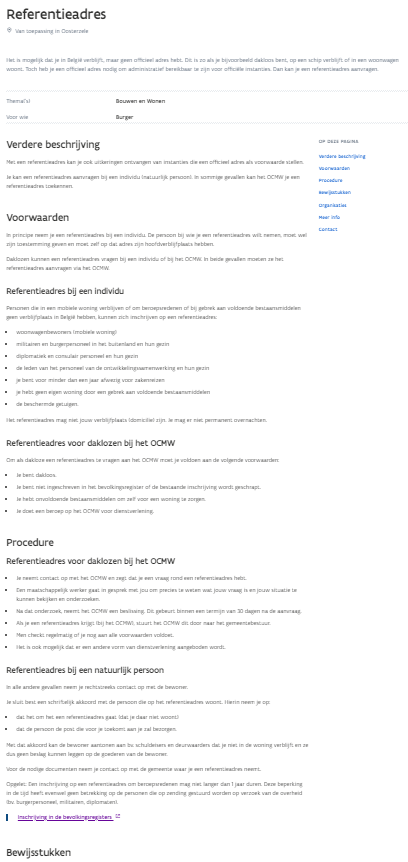 Referentieadres
Van toepassing in Oosterzele
Het is mogelijk dat je in België verblijft, maar geen officieel adres hebt. Dit is zo als je bijvoorbeeld dakloos bent, op een schip verblijft of in een woonwagen
woont. Toch heb je een officieel adres nodig om administratief bereikbaar te zijn voor officiële instanties. Dan kan je een referentieadres aanvragen.
Thema('s)
Bouwen en Wonen
Voor wie
Burger
Verdere beschrijving
Met een referentieadres kan je ook uitkeringen ontvangen van instanties die een officieel adres als voorwaarde stellen.
Je kan een referentieadres aanvragen bij een individu (natuurlijk persoon). In sommige gevallen kan het OCMW je een
referentieadres toekennen.
OP DEZE PAGINA
Verdere beschrijving
Voorwaarden
Procedure
Bewijsstukken
Organisaties
Meer info
Contact
Voorwaarden
In principe neem je een referentieadres bij een individu. De persoon bij wie je een referentieadres wilt nemen, moet wel
zijn toestemming geven en moet zelf op dat adres zijn hoofdverblijfplaats hebben.
Daklozen kunnen een referentieadres vragen bij een individu of bij het OCMW. In beide gevallen moeten ze het
referentieadres aanvragen via het OCMW.
Referentieadres bij een individu
Personen die in een mobiele woning verblijven of om beroepsredenen of bij gebrek aan voldoende bestaansmiddelen
geen verblijfplaats in België hebben, kunnen zich inschrijven op een referentieadres:
woonwagenbewoners (mobiele woning)
militairen en burgerpersoneel in het buitenland en hun gezin
diplomatiek en consulair personeel en hun gezin
de leden van het personeel van de ontwikkelingssamenwerking en hun gezin
je bent voor minder dan een jaar afwezig voor zakenreizen
je hebt geen eigen woning door een gebrek aan voldoende bestaansmiddelen
de beschermde getuigen.
Het referentieadres mag niet jouw verblijfplaats (domicilie) zijn. Je mag er niet permanent overnachten.
Referentieadres voor daklozen bij het OCMW
Om als dakloze een referentieadres te vragen aan het OCMW moet je voldoen aan de volgende voorwaarden:
Je bent dakloos.
Je bent niet ingeschreven in het bevolkingsregister of de bestaande inschrijving wordt geschrapt.
Je hebt onvoldoende bestaansmiddelen om zelf voor een woning te zorgen.
Je doet een beroep op het OCMW voor dienstverlening.
Procedure
Referentieadres voor daklozen bij het OCMW
Je neemt contact op met het OCMW en zegt dat je een vraag rond een referentieadres hebt.
Een maatschappelijk werker gaat in gesprek met jou om precies te weten wat jouw vraag is en jouw situatie te
kunnen bekijken en onderzoeken.
Na dat onderzoek, neemt het OCMW een beslissing. Dit gebeurt binnen een termijn van 30 dagen na de aanvraag.
Als je een referentieadres krijgt (bij het OCMW), stuurt het OCMW dit door naar het gemeentebestuur.
Men checkt regelmatig of je nog aan alle voorwaarden voldoet.
Het is ook mogelijk dat er een andere vorm van dienstverlening aangeboden wordt.
Referentieadres bij een natuurlijk persoon
In alle andere gevallen neem je rechtstreeks contact op met de bewoner.
Je sluit best een schriftelijk akkoord met de persoon die op het referentieadres woont. Hierin neem je op:
dat het om het een referentieadres gaat (dat je daar niet woont)
dat de persoon de post die voor je toekomt aan je zal bezorgen.
Met dat akkoord kan de bewoner aantonen aan bv. schuldeisers en deurwaarders dat je niet in de woning verblijft en ze
dus geen beslag kunnen leggen op de goederen van de bewoner.
Voor de nodige documenten neem je contact op met de gemeente waar je een referentieadres neemt.
Opgelet: Een inschrijving op een referentieadres om beroepsredenen mag niet langer dan 1 jaar duren. Deze beperking
in de tijd heeft evenwel geen betrekking op de personen die op zending gestuurd worden op verzoek van de overheid
(bv. burgerpersoneel, militairen, diplomaten).
Inschrijving in de bevolkingsregisters
Bewijsstukken